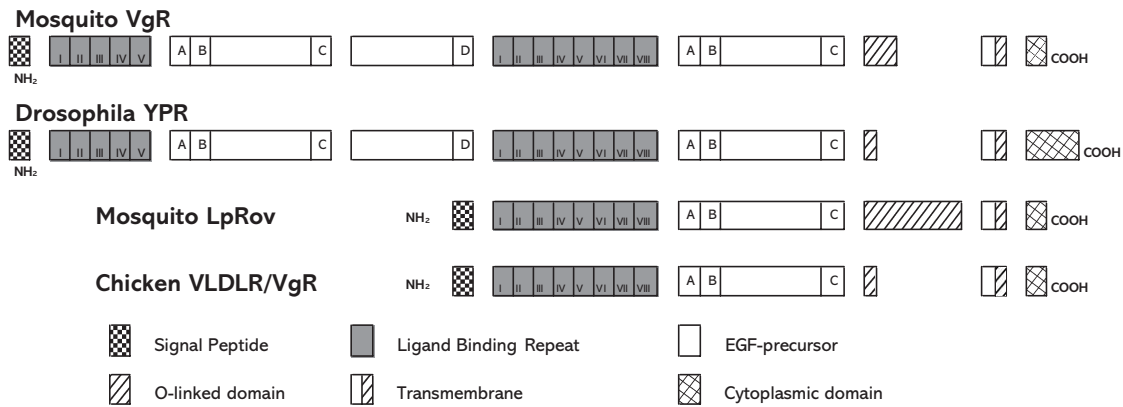 Mosquito VgR
I II III IV V A B C D I II III IV V VI VII VIII A B C COOH
NH₂
Drosophila YPR
I II III IV V A B C D I II III IV V VI VII VIII A B C COOH
NH₂
Mosquito LpRov NH₂ I II III IV V VI VII VIII A B C COOH
Chicken VLDLR/VgR NH₂ I II III IV V VI VII VIII A B C COOH
Signal Peptide Ligand Binding Repeat EGF-precursor
O-linked domain Transmembrane Cytoplasmic domain